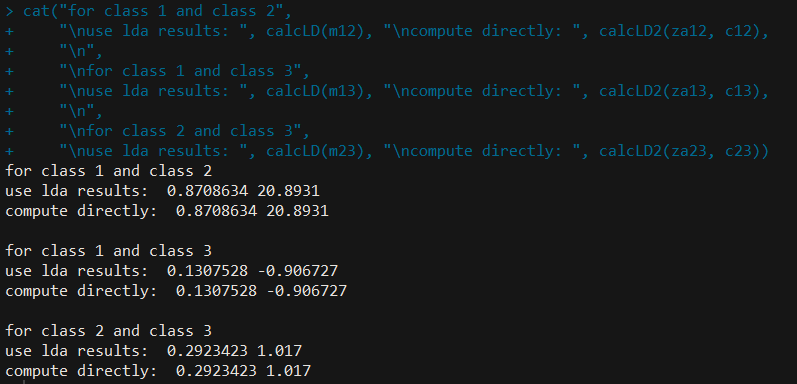 > cat("for class 1 and class 2",
+     "\nuse lda results: ", calcLD(m12), "\ncompute directly: ", calcLD2(za12, c12),
+     "\n",
+     "\nfor class 1 and class 3",
+     "\nuse lda results: ", calcLD(m13), "\ncompute directly: ", calcLD2(za13, c13),
+     "\n",
+     "\nfor class 2 and class 3",
+     "\nuse lda results: ", calcLD(m23), "\ncompute directly: ", calcLD2(za23, c23))
for class 1 and class 2
use lda results:  0.8708634 20.8931
compute directly:  0.8708634 20.8931

for class 1 and class 3
use lda results:  0.1307528 -0.906727
compute directly:  0.1307528 -0.906727

for class 2 and class 3
use lda results:  0.2923423 1.017
compute directly:  0.2923423 1.017